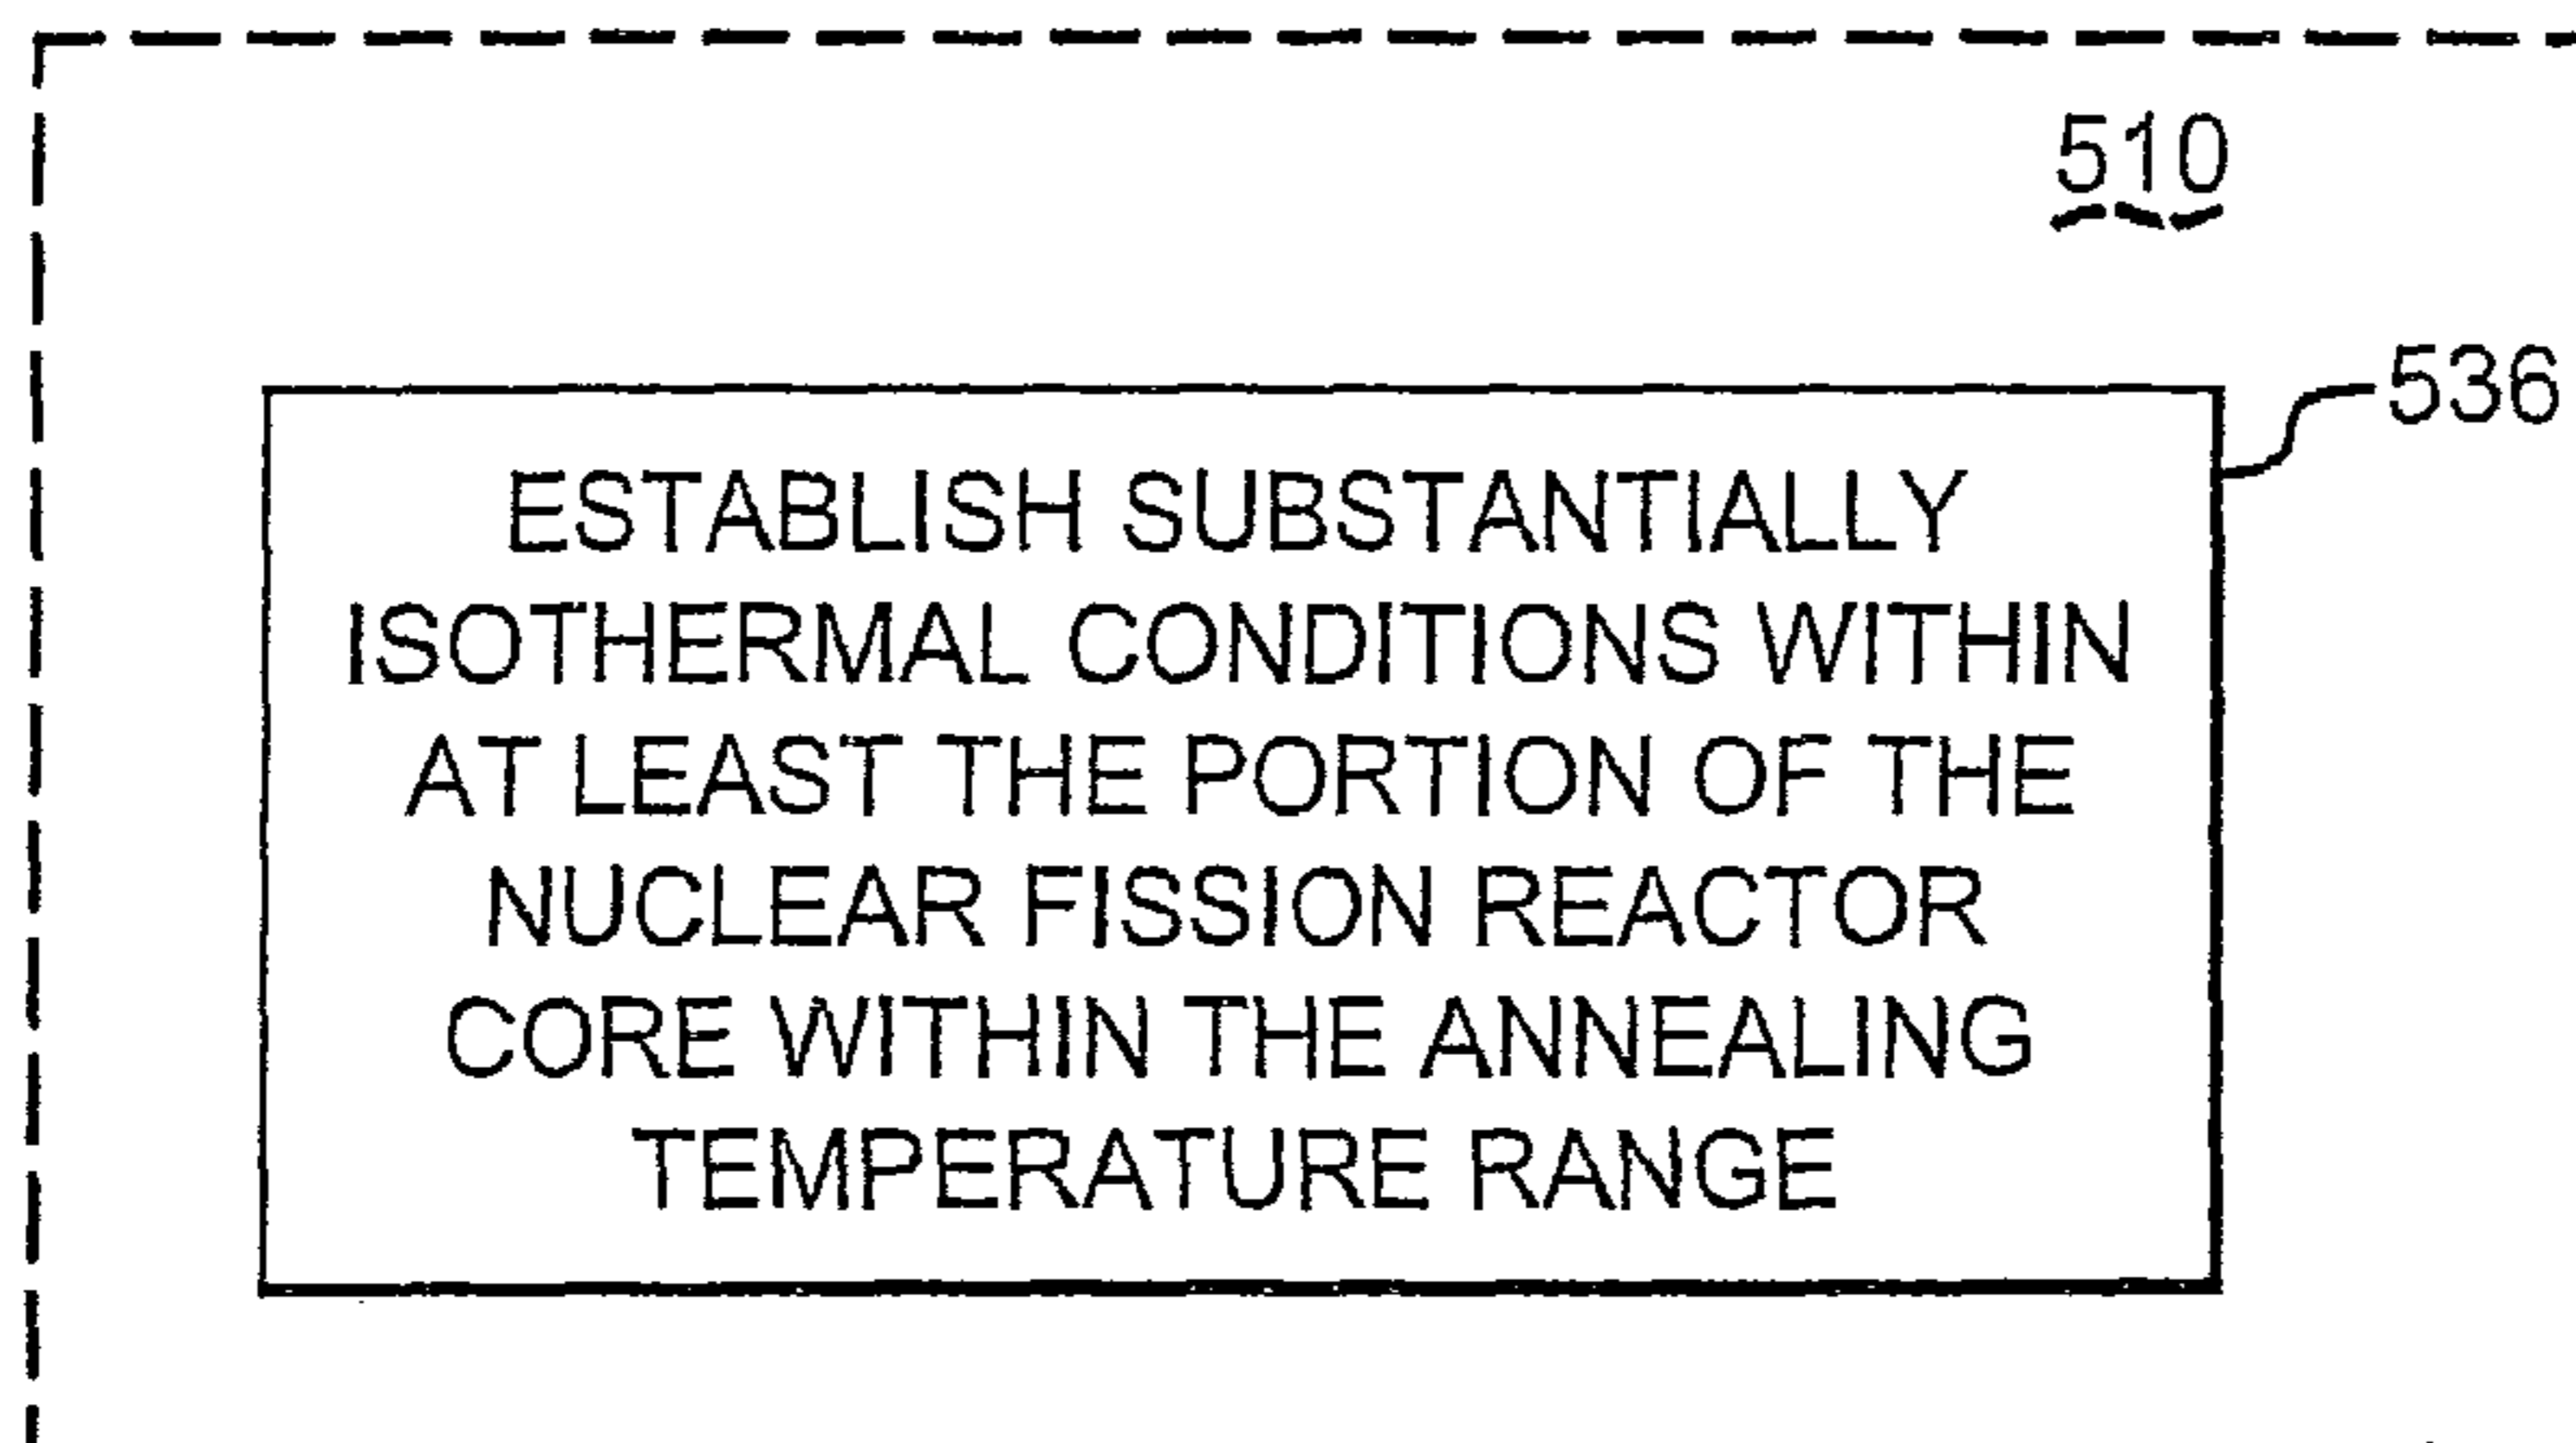 510
536
ESTABLISH SUBSTANTIALLY
ISOTHERMAL CONDITIONS WITHIN
AT LEAST THE PORTION OF THE
NUCLEAR FISSION REACTOR
CORE WITHIN THE ANNEALING
TEMPERATURE RANGE